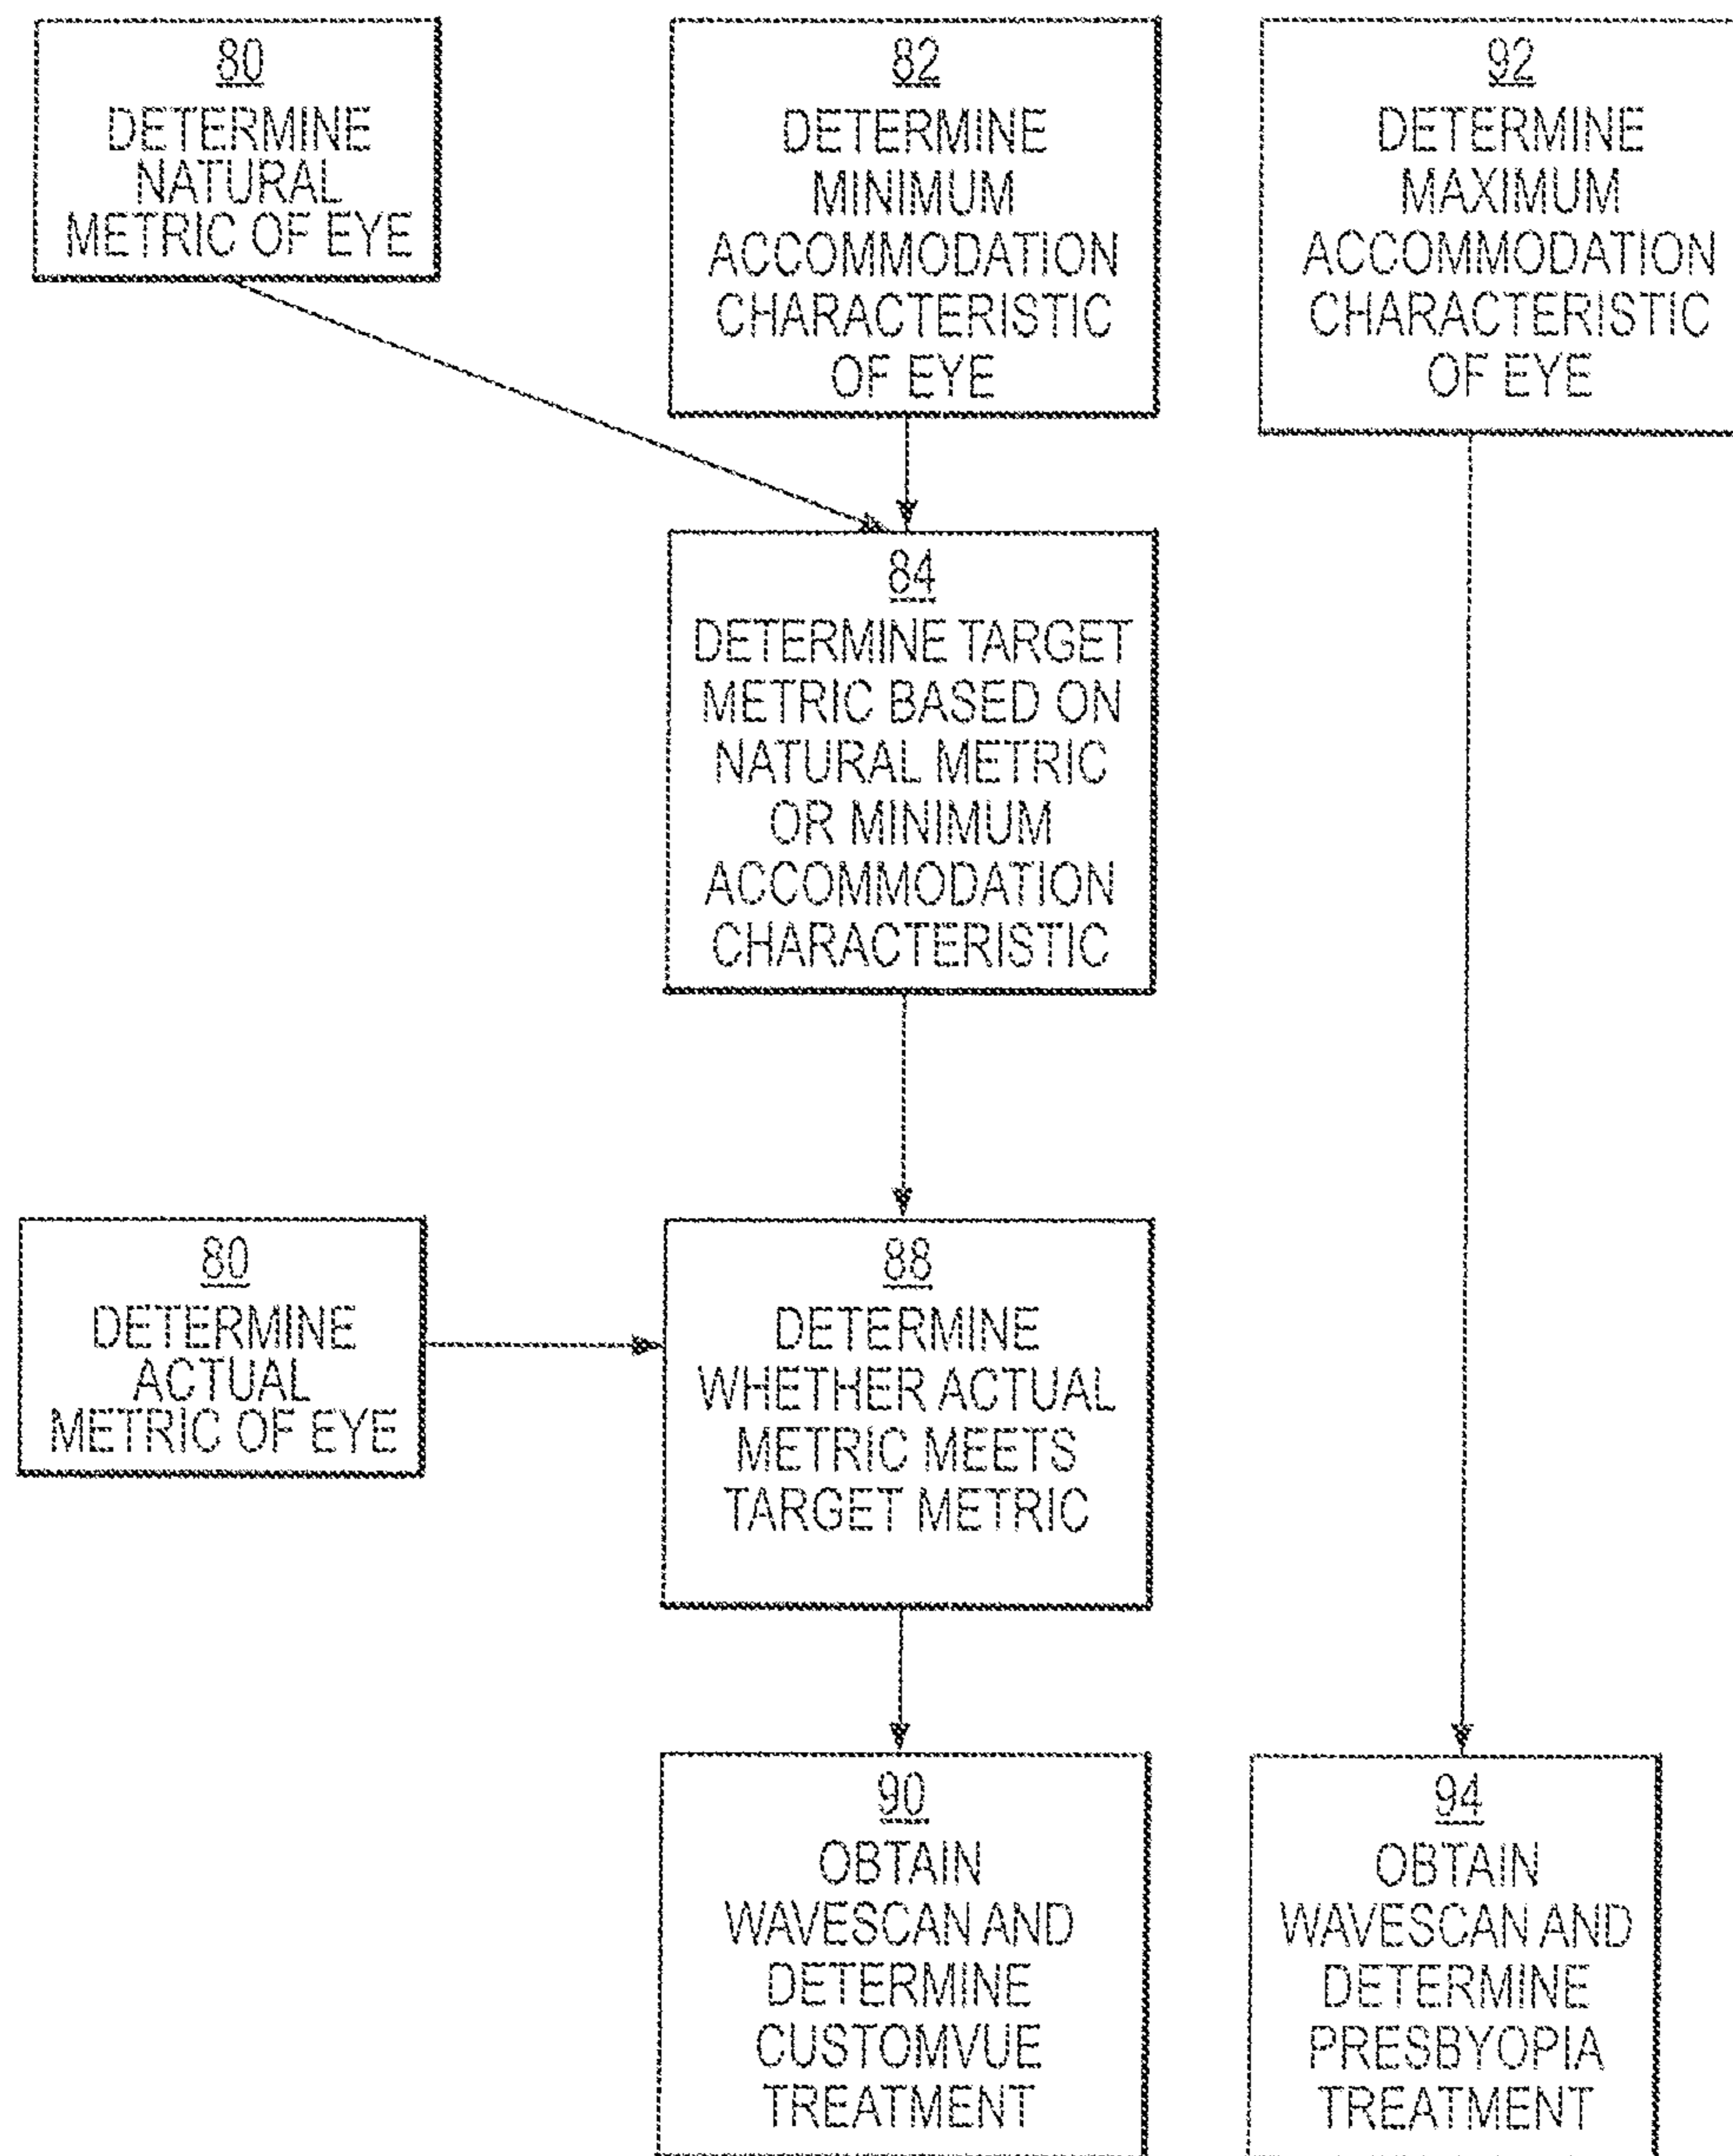 80
DETERMINE
NATURAL
METRIC OF EYE
82
DETERMINE
MINIMUM
ACCOMMODATION
CHARACTERISTIC
OF EYE
92
DETERMINE
MAXIMUM
ACCOMMODATION
CHARACTERISTIC
OF EYE
84
DETERMINE TARGET
METRIC BASED ON
NATURAL METRIC
OR MINIMUM
ACCOMMODATION
CHARACTERISTIC
80
DETERMINE
ACTUAL
METRIC OF EYE
88
DETERMINE
WHETHER ACTUAL
METRIC MEETS
TARGET METRIC
90
OBTAIN
WAVESCAN AND
DETERMINE
CUSTOMVUE
TREATMENT
94
OBTAIN
WAVESCAN AND
DETERMINE
PRESBYOPIA
TREATMENT